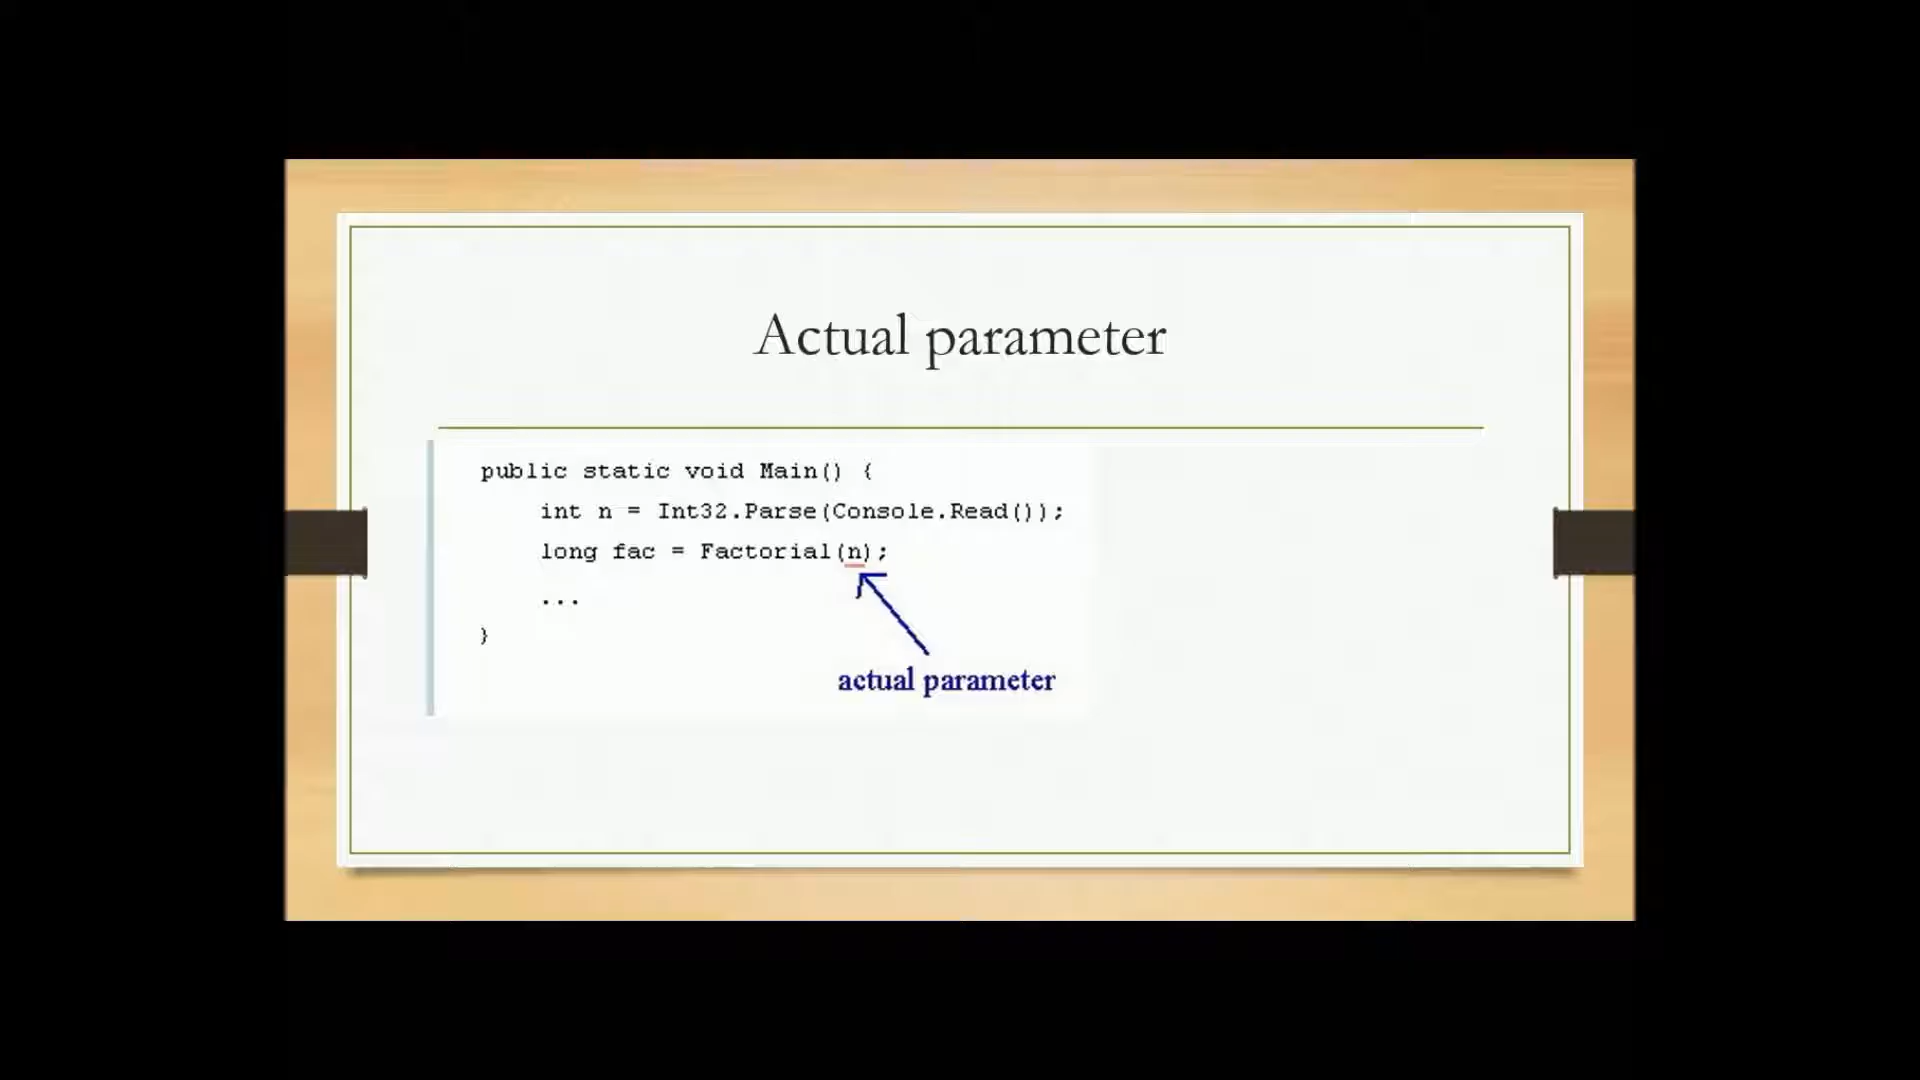 Actual parameter
public static void Main() {
int n = Int32.Parse(Console.Read());
long fac = Factorial(n);
...
}
actual parameter